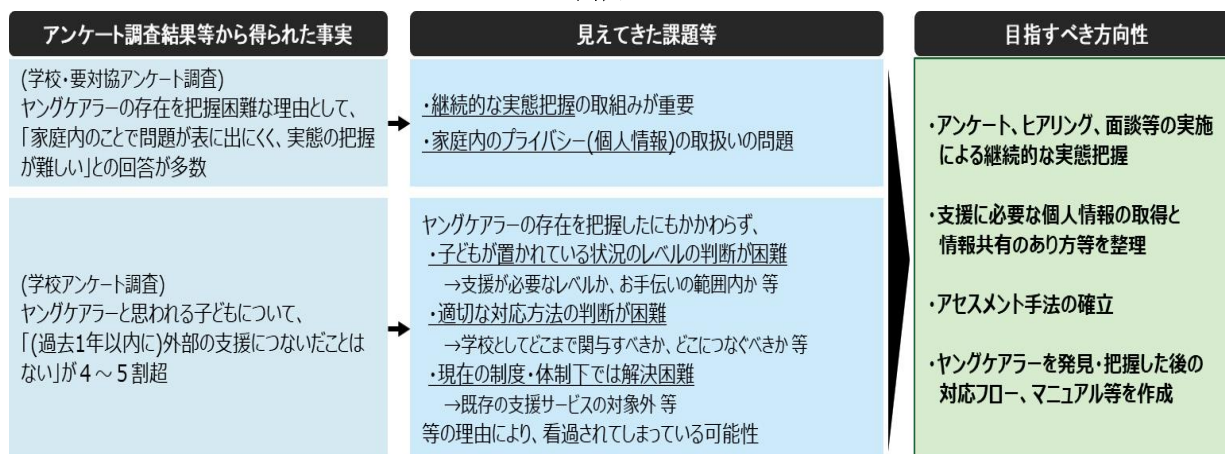 アンケート調査結果等から得られた事実
(学校・要対協アンケート調査)
ヤングケアラーの存在を把握困難な理由として、
「家庭内のことで問題が表に出にくく、実態の把握
が難しい」との回答が多数
(学校アンケート調査)
ヤングケアラーと思われる子どもについて、
「(過去1年以内に)外部の支援につないだことは
ない」が4～5割超
見えてきた課題等
・継続的な実態把握の取組みが重要
・家庭内のプライバシー(個人情報)の取扱いの問題
ヤングケアラーの存在を把握したにもかかわらず、
・子どもが置かれている状況のレベルの判断が困難
→支援が必要なレベルか、お手伝いの範囲内か 等
・適切な対応方法の判断が困難
→学校としてどこまで関与すべきか、どこにつなぐべきか 等
・現在の制度・体制下では解決困難
→既存の支援サービスの対象外 等
等の理由により、看過されてしまっている可能性
目指すべき方向性
・アンケート、ヒアリング、面談等の実施
による継続的な実態把握
・支援に必要な個人情報の取得と
情報共有のあり方等を整理
・アセスメント手法の確立
・ヤングケアラーを発見・把握した後の
対応フロー、マニュアル等を作成